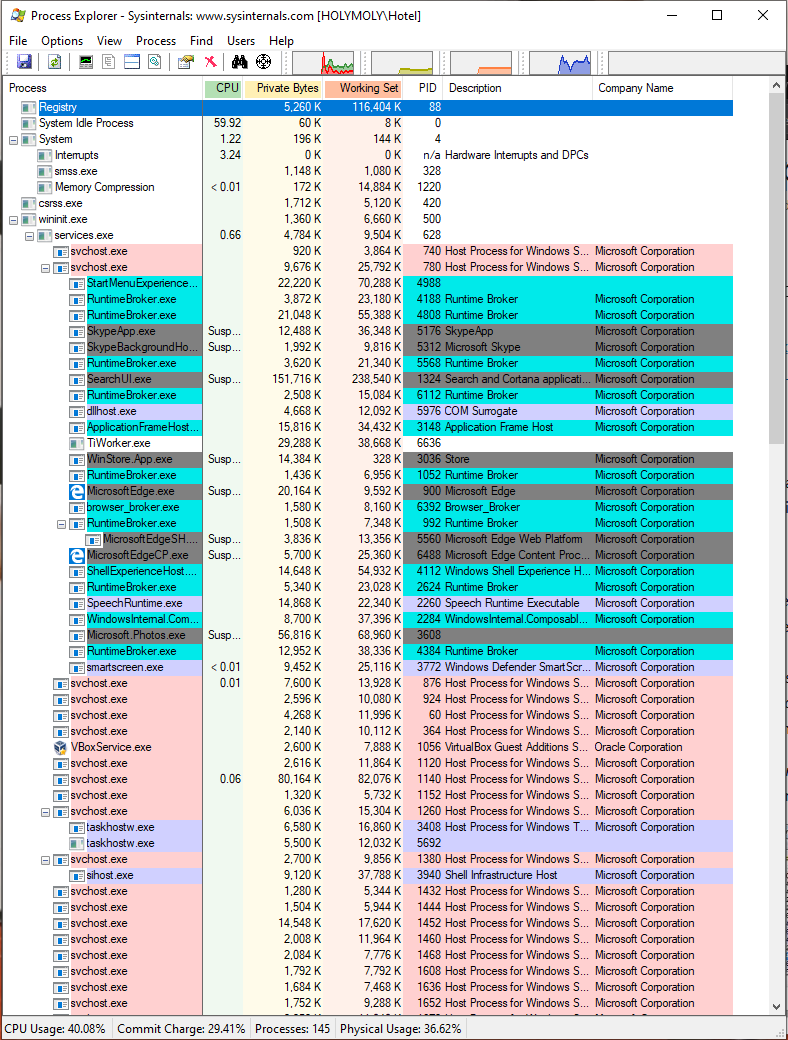 Process Explorer - Sysinternals: www.sysinternals.com [HOLYMOLY\Hotel]
File Options View Process Find Users Help
Process CPU Private Bytes Working Set PID Description Company Name
Registry 5,260 K 116,404 K 88
System Idle Process 59.92 60 K 8 K 0
System 1.22 196 K 144 K 4
Interrupts 3.24 0 K 0 K n/a Hardware Interrupts and DPCs
smss.exe 1,148 K 1,080 K 328
Memory Compression < 0.01 172 K 14,884 K 1220
csrss.exe 1,712 K 5,120 K 420
wininit.exe 1,360 K 6,660 K 500
services.exe 0.66 4,784 K 9,504 K 628
svchost.exe 920 K 3,864 K 740 Host Process for Windows S... Microsoft Corporation
svchost.exe 9,676 K 25,792 K 780 Host Process for Windows S... Microsoft Corporation
StartMenuExperience... 22,220 K 70,288 K 4988
RuntimeBroker.exe 3,872 K 23,180 K 4188 Runtime Broker Microsoft Corporation
RuntimeBroker.exe 21,048 K 55,388 K 4808 Runtime Broker Microsoft Corporation
SkypeApp.exe Susp... 12,488 K 36,348 K 5176 SkypeApp Microsoft Corporation
SkypeBackgroundHo... Susp... 1,992 K 9,816 K 5312 Microsoft Skype Microsoft Corporation
RuntimeBroker.exe 3,620 K 21,340 K 5568 Runtime Broker Microsoft Corporation
SearchUI.exe Susp... 151,716 K 238,540 K 1324 Search and Cortana applicati... Microsoft Corporation
RuntimeBroker.exe 2,508 K 15,084 K 6112 Runtime Broker Microsoft Corporation
dllhost.exe 4,668 K 12,092 K 5976 COM Surrogate Microsoft Corporation
ApplicationFrameHost... 15,816 K 34,432 K 3148 Application Frame Host Microsoft Corporation
TiWorker.exe 29,288 K 38,668 K 6636
WinStore.App.exe Susp... 14,384 K 328 K 3036 Store Microsoft Corporation
RuntimeBroker.exe 1,436 K 6,956 K 1052 Runtime Broker Microsoft Corporation
MicrosoftEdge.exe Susp... 20,164 K 9,592 K 900 Microsoft Edge Microsoft Corporation
browser_broker.exe 1,580 K 8,160 K 6392 Browser_Broker Microsoft Corporation
RuntimeBroker.exe 1,508 K 7,348 K 992 Runtime Broker Microsoft Corporation
MicrosoftEdgeSH.... Susp... 3,836 K 13,356 K 5560 Microsoft Edge Web Platform Microsoft Corporation
MicrosoftEdgeCP.exe Susp... 5,700 K 25,360 K 6488 Microsoft Edge Content Proc... Microsoft Corporation
ShellExperienceHost.... 14,648 K 54,932 K 4112 Windows Shell Experience H... Microsoft Corporation
RuntimeBroker.exe 5,340 K 23,028 K 2624 Runtime Broker Microsoft Corporation
SpeechRuntime.exe 14,868 K 22,340 K 2260 Speech Runtime Executable Microsoft Corporation
WindowsInternal.Com... 8,700 K 37,396 K 2284 WindowsInternal.Composabl... Microsoft Corporation
Microsoft.Photos.exe Susp... 56,816 K 68,960 K 3608
RuntimeBroker.exe 12,952 K 38,336 K 4384 Runtime Broker Microsoft Corporation
smartscreen.exe < 0.01 9,452 K 25,116 K 3772 Windows Defender SmartScr... Microsoft Corporation
svchost.exe 0.01 7,600 K 13,928 K 876 Host Process for Windows S... Microsoft Corporation
svchost.exe 2,596 K 10,080 K 924 Host Process for Windows S... Microsoft Corporation
svchost.exe 4,268 K 11,996 K 60 Host Process for Windows S... Microsoft Corporation
svchost.exe 2,140 K 10,112 K 364 Host Process for Windows S... Microsoft Corporation
VBoxService.exe 2,600 K 7,888 K 1056 VirtualBox Guest Additions S... Oracle Corporation
svchost.exe 2,616 K 11,864 K 1120 Host Process for Windows S... Microsoft Corporation
svchost.exe 0.06 80,164 K 82,076 K 1140 Host Process for Windows S... Microsoft Corporation
svchost.exe 1,320 K 5,732 K 1152 Host Process for Windows S... Microsoft Corporation
svchost.exe 6,036 K 15,304 K 1260 Host Process for Windows S... Microsoft Corporation
taskhostw.exe 6,580 K 16,860 K 3408 Host Process for Windows T... Microsoft Corporation
taskhostw.exe 5,500 K 12,032 K 5692
svchost.exe 2,700 K 9,856 K 1380 Host Process for Windows S... Microsoft Corporation
sihost.exe 9,120 K 37,788 K 3940 Shell Infrastructure Host Microsoft Corporation
svchost.exe 1,280 K 5,344 K 1432 Host Process for Windows S... Microsoft Corporation
svchost.exe 1,504 K 5,944 K 1444 Host Process for Windows S... Microsoft Corporation
svchost.exe 14,548 K 17,620 K 1452 Host Process for Windows S... Microsoft Corporation
svchost.exe 2,008 K 11,964 K 1460 Host Process for Windows S... Microsoft Corporation
svchost.exe 2,084 K 7,776 K 1468 Host Process for Windows S... Microsoft Corporation
svchost.exe 1,792 K 7,792 K 1608 Host Process for Windows S... Microsoft Corporation
svchost.exe 1,684 K 7,468 K 1636 Host Process for Windows S... Microsoft Corporation
svchost.exe 1,752 K 9,288 K 1652 Host Process for Windows S... Microsoft Corporation
CPU Usage: 40.08% Commit Charge: 29.41% Processes: 145 Physical Usage: 36.62%